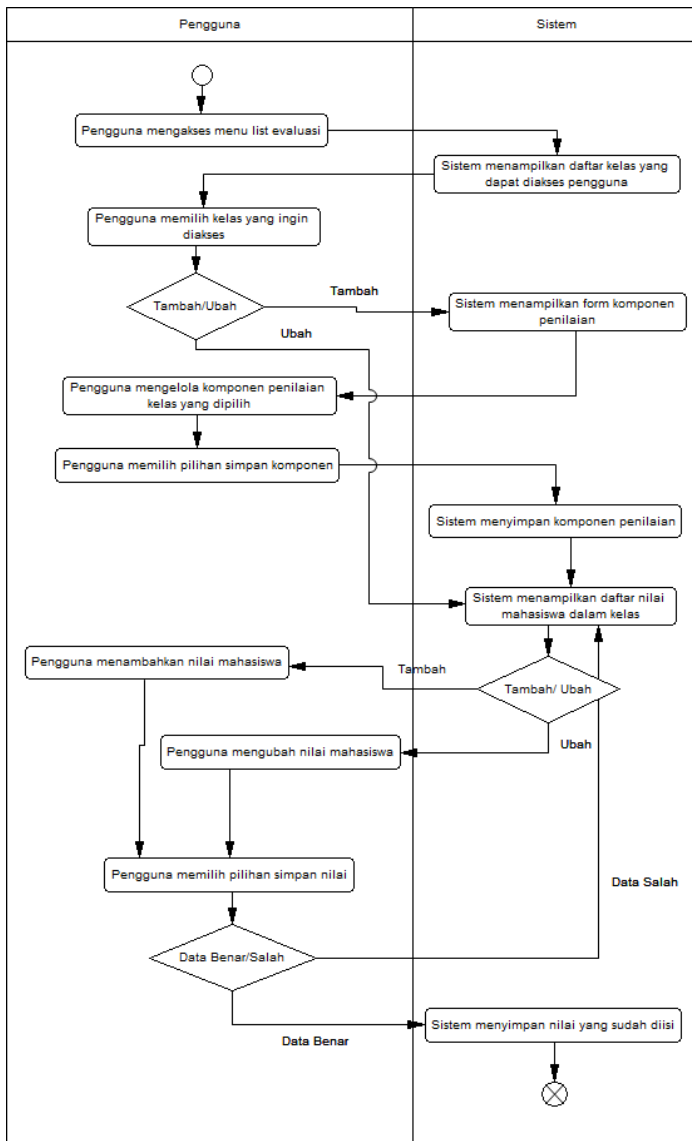 Pengguna
Sistem
Pengguna mengakses menu list evaluasi
Sistem menampilkan daftar kelas yang
dapat diakses pengguna
Pengguna memilih kelas yang ingin
diakses
Tambah/Ubah
Tambah
Sistem menampilkan form komponen
penilaian
Ubah
Pengguna mengelola komponen penilaian
kelas yang dipilih
Pengguna memilih pilihan simpan komponen
Sistem menyimpan komponen penilaian
Sistem menampilkan daftar nilai
mahasiswa dalam kelas
Pengguna menambahkan nilai mahasiswa
Tambah
Tambah/ Ubah
Pengguna mengubah nilai mahasiswa
Ubah
Pengguna memilih pilihan simpan nilai
Data Salah
Data Benar/Salah
Sistem menyimpan nilai yang sudah diisi
Data Benar